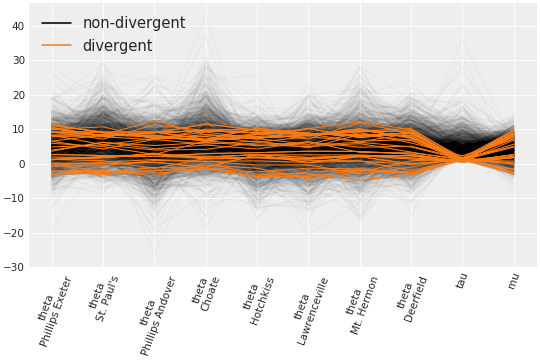 non-divergent
divergent
40
30
20
10
0
−10
−20
−30
theta
Phillips Exeter
theta
St. Paul's
theta
Phillips Andover
theta
Choate
theta
Hotchkiss
theta
Lawrenceville
theta
Mt. Hermon
theta
Deerfield
tau
mu